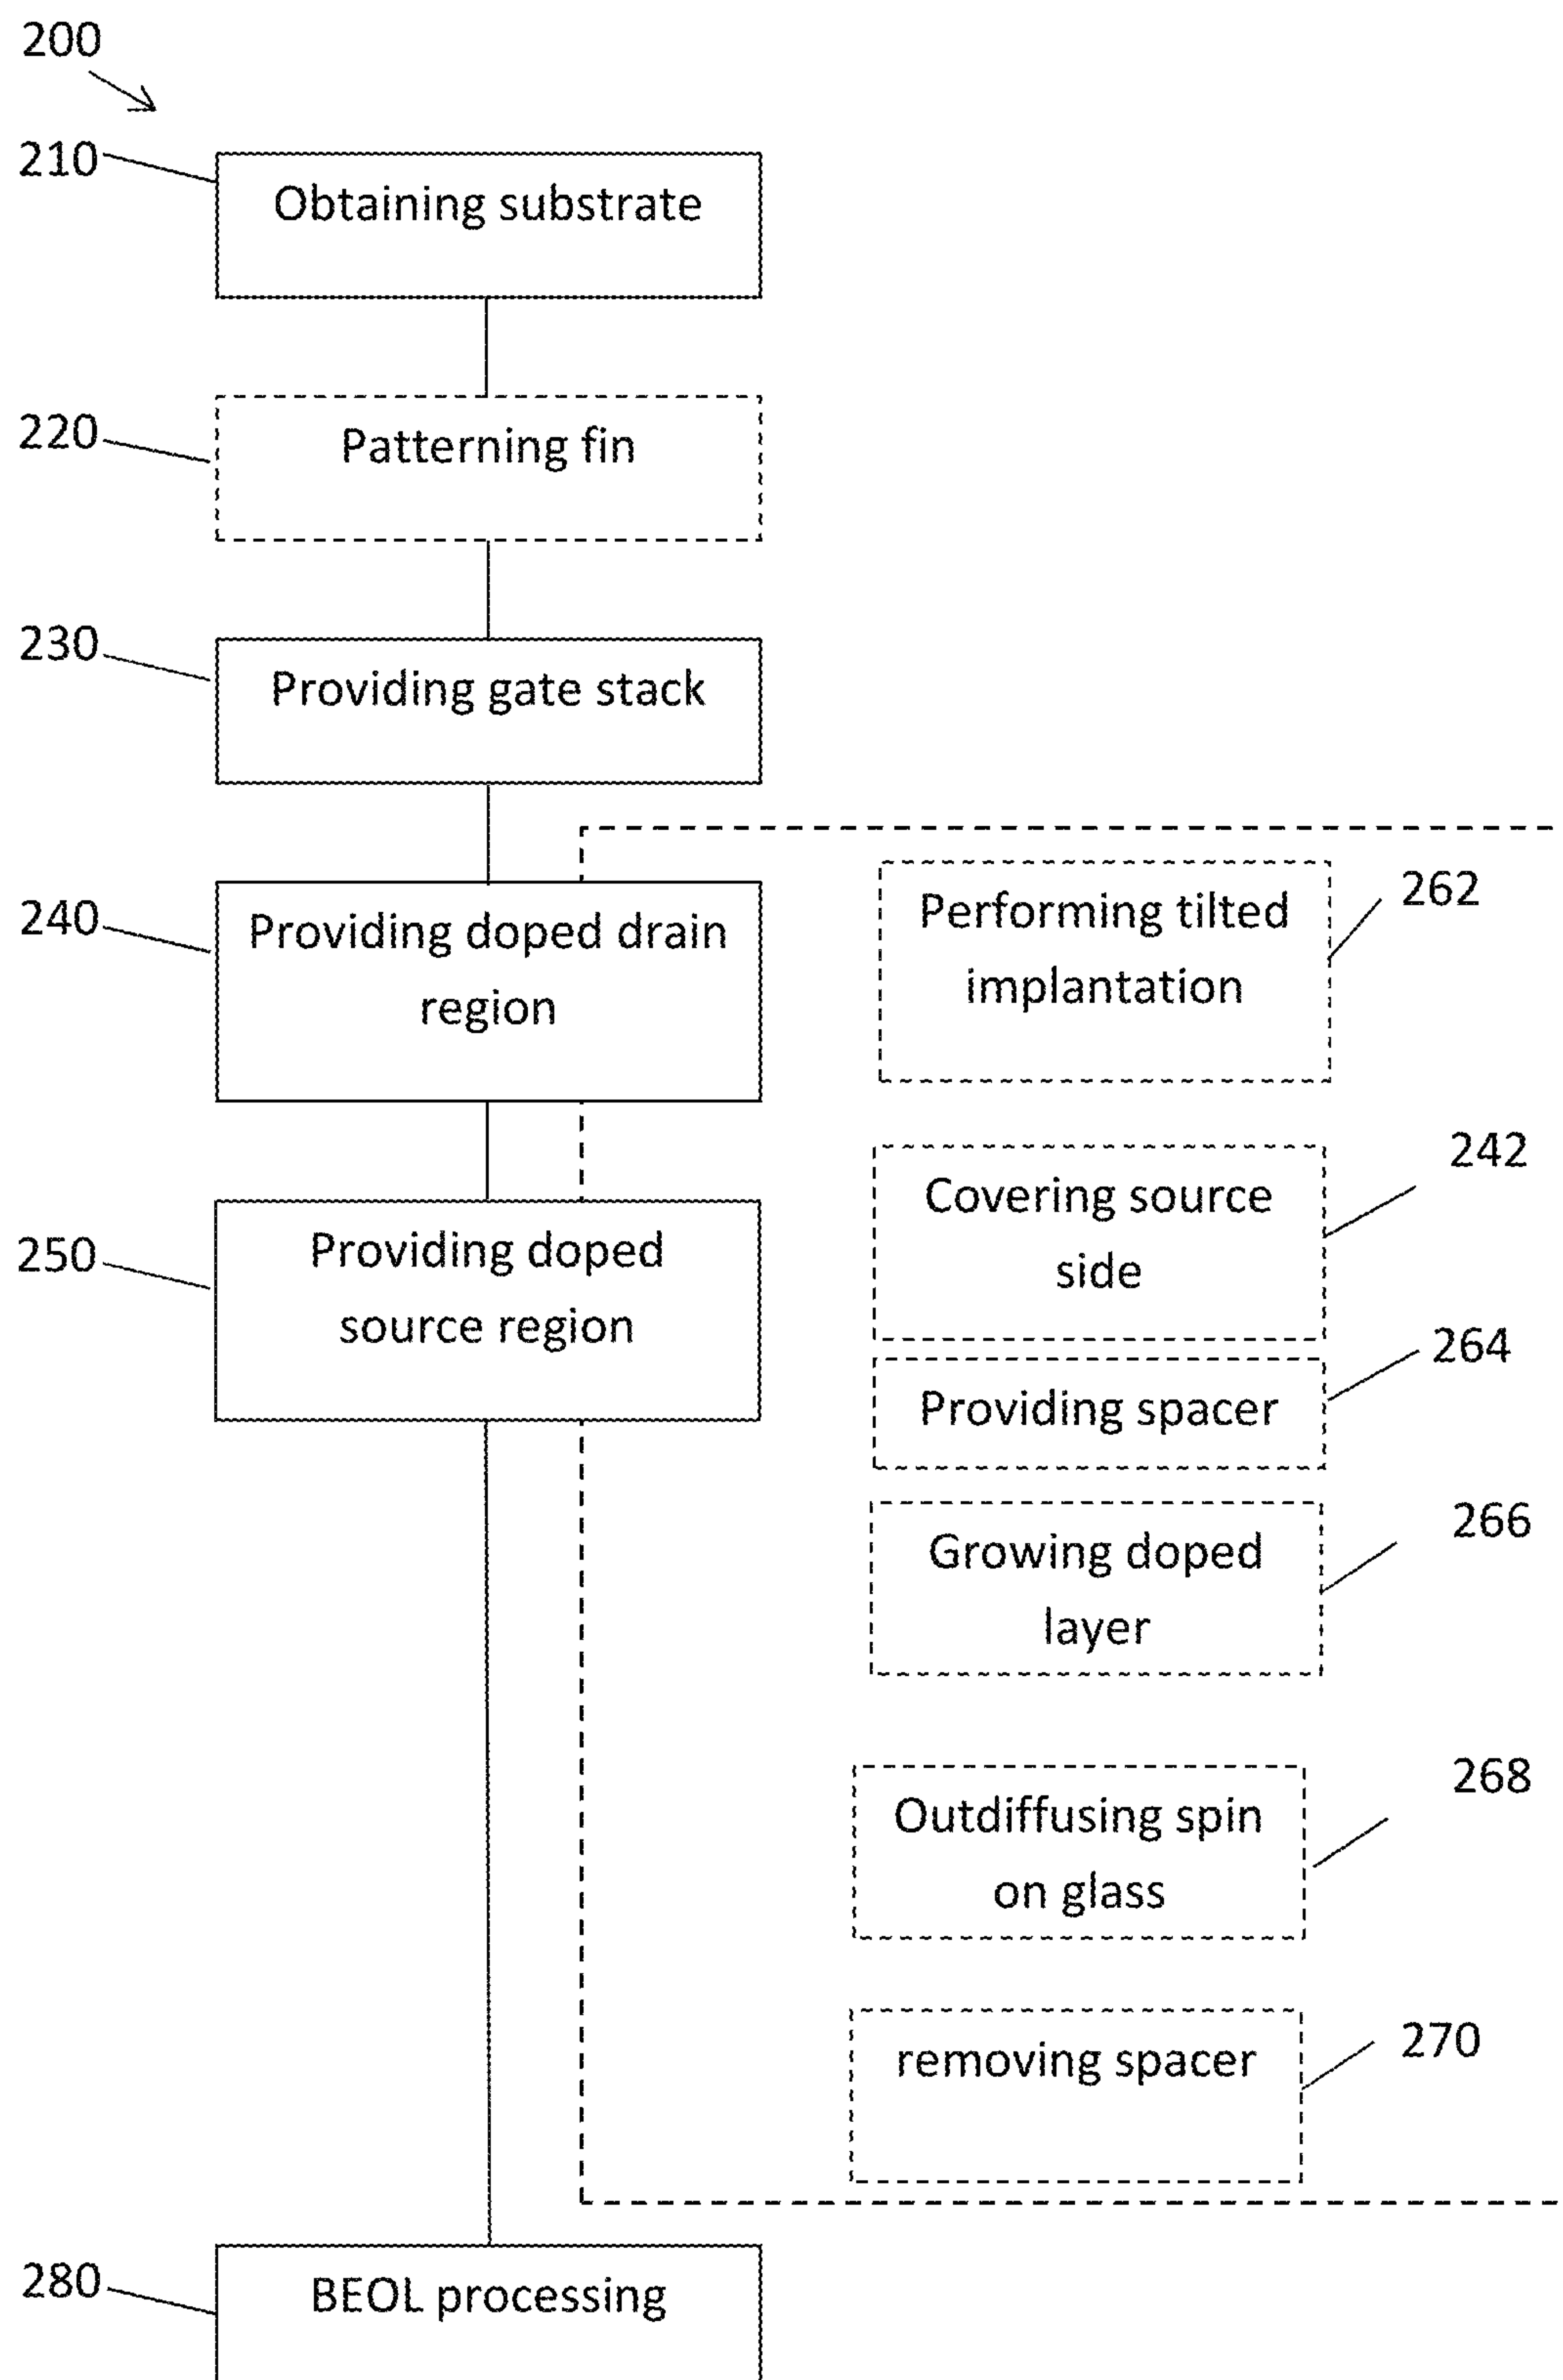 200
210
Obtaining substrate
220
Patterning fin
230
Providing gate stack
240
Providing doped drain
region
250
Providing doped
source region
Performing tilted
implantation
262
Covering source
side
242
Providing spacer
264
Growing doped
layer
266
Outdiffusing spin
on glass
268
removing spacer
270
280
BEOL processing